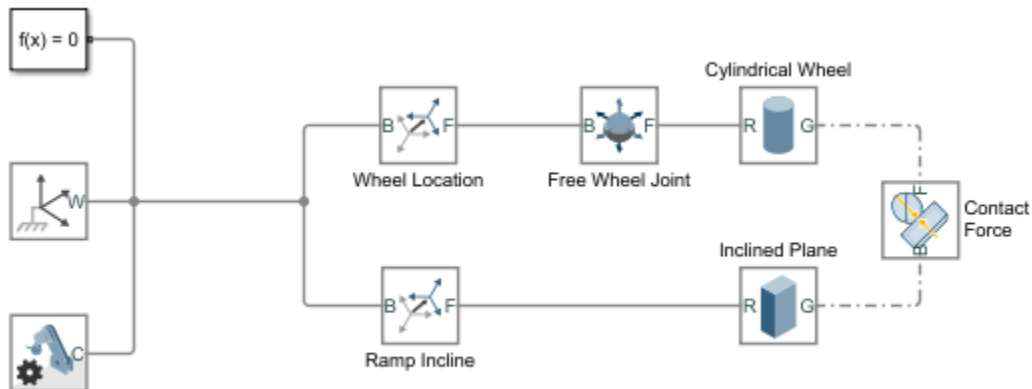 f(x) = 0
Cylindrical Wheel
B F
B F
R G
Wheel Location
Free Wheel Joint
W
F
Contact
Force
B
Inclined Plane
B F
R G
Ramp Incline
C